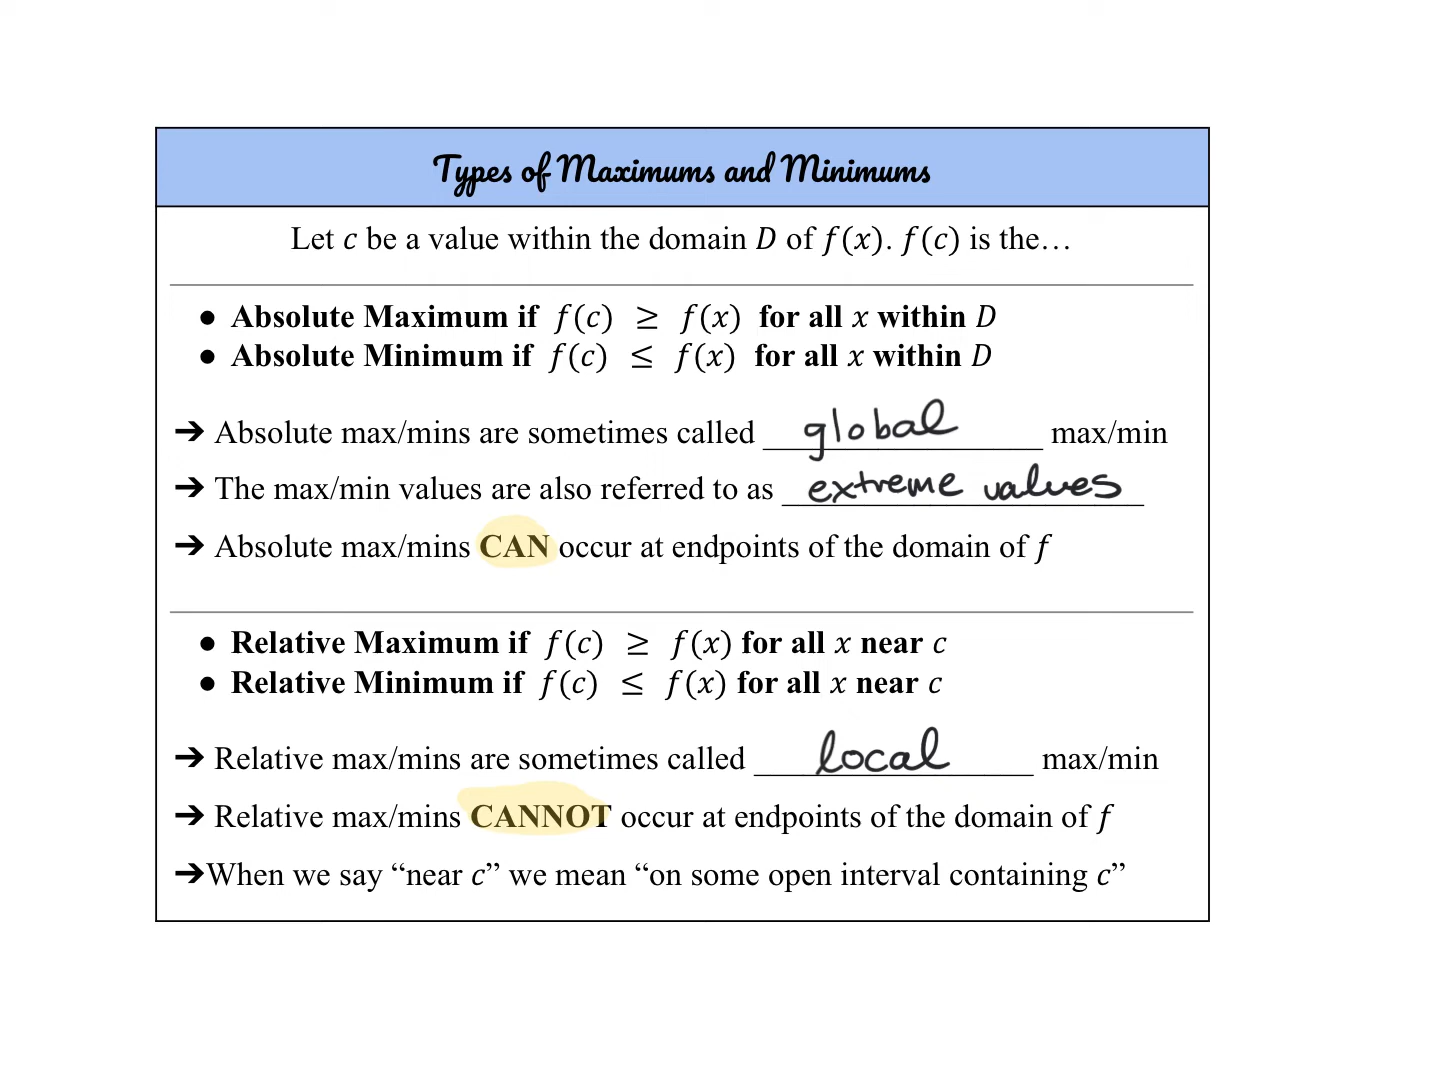 Types of Maximums and Minimums
Let c be a value within the domain D of f(x). f(c) is the…
● Absolute Maximum if f(c) ≥ f(x) for all x within D
● Absolute Minimum if f(c) ≤ f(x) for all x within D
➔ Absolute max/mins are sometimes called global max/min
➔ The max/min values are also referred to as extreme values
➔ Absolute max/mins CAN occur at endpoints of the domain of f
● Relative Maximum if f(c) ≥ f(x) for all x near c
● Relative Minimum if f(c) ≤ f(x) for all x near c
➔ Relative max/mins are sometimes called local max/min
➔ Relative max/mins CANNOT occur at endpoints of the domain of f
➔When we say “near c” we mean “on some open interval containing c”